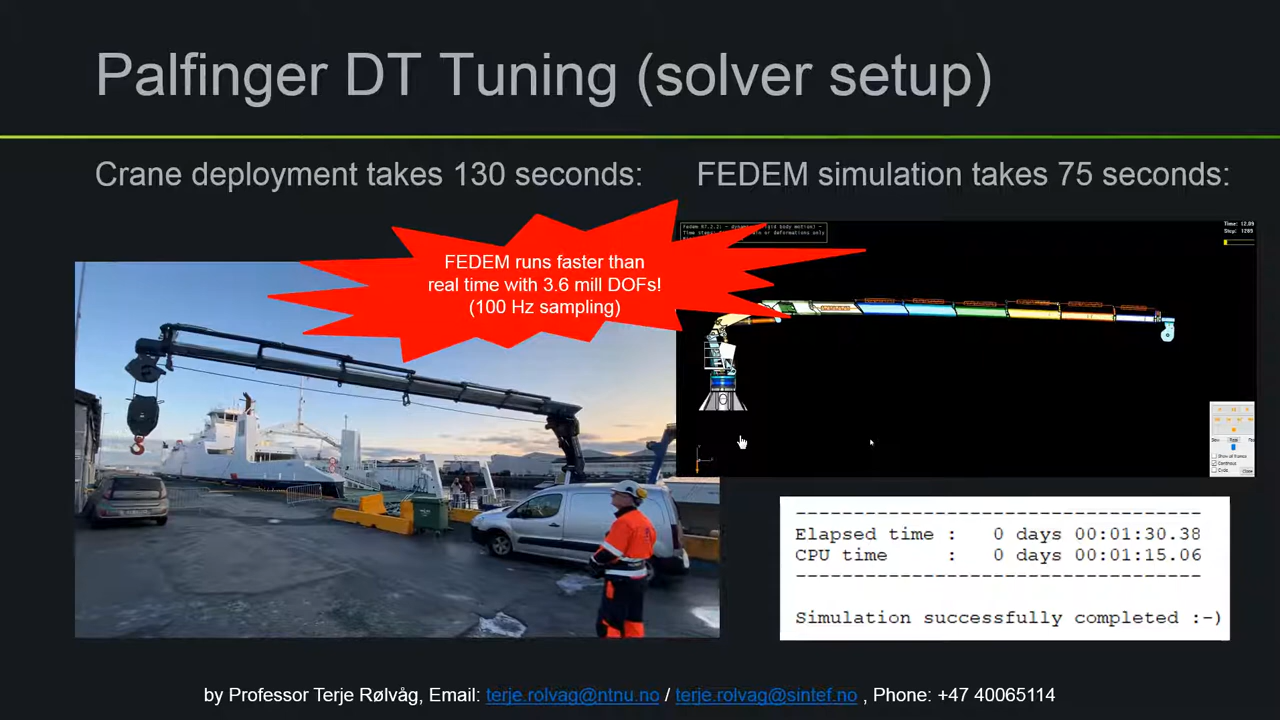 Palfinger DT Tuning (solver setup)
Crane deployment takes 130 seconds:
FEDEM simulation takes 75 seconds:
FEDEM runs faster than
real time with 3.6 mill DOFs!
(100 Hz sampling)
Elapsed time : 0 days 00:01:30.38
CPU time : 0 days 00:01:15.06
Simulation successfully completed :-)
by Professor Terje Rølvåg, Email: terje.rolvag@ntnu.no / terje.rolvag@sintef.no , Phone: +47 40065114